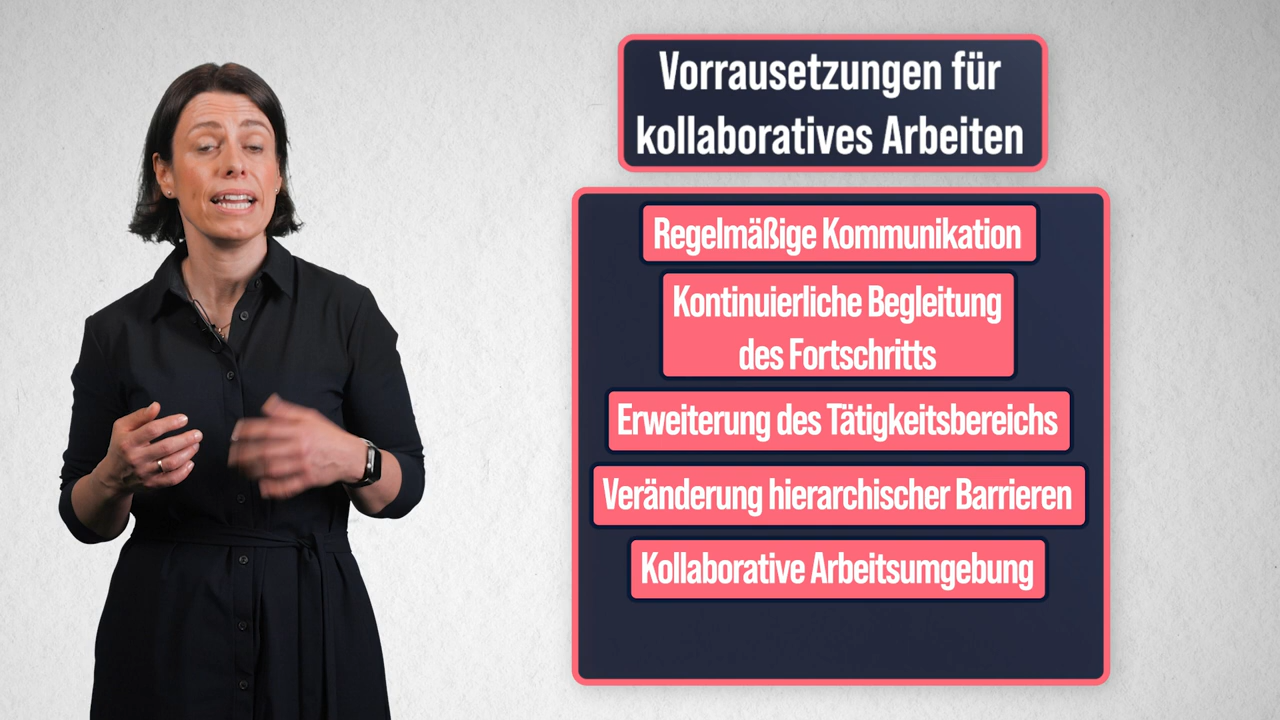 Vorrausetzungen für
kollaboratives Arbeiten
Regelmäßige Kommunikation
Kontinuierliche Begleitung
des Fortschritts
Erweiterung des Tätigkeitsbereichs
Veränderung hierarchischer Barrieren
Kollaborative Arbeitsumgebung